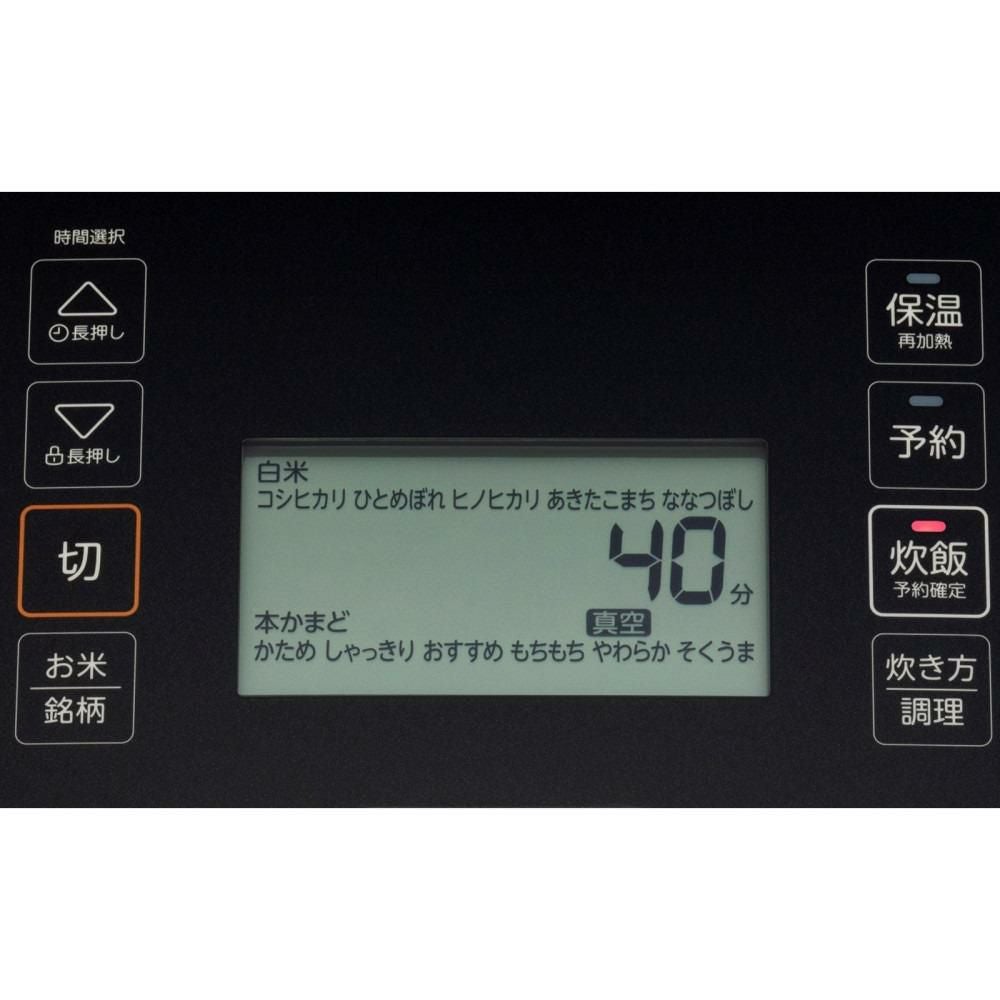 時間選択
長押し
長押し
切
お米
銘柄
白米
コシヒカリ ひとめぼれ ヒノヒカリ あきたこまち ななつぼし
40分
本かまど 真空
かため しゃっきり おすすめ もちもち やわらか そくうま
保温
再加熱
予約
炊飯
予約確定
炊き方
調理